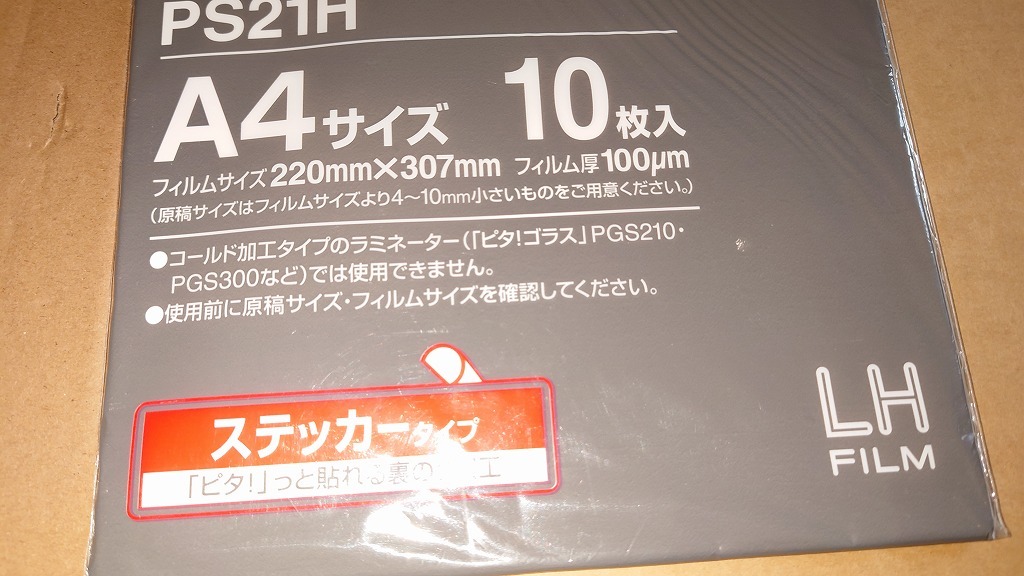 PS21H
A4サイズ 10枚入
フィルムサイズ220mm×307mm フィルム厚100μm
(原稿サイズはフィルムサイズより4〜10mm小さいものをご用意ください。)
●コールド加工タイプのラミネーター(「ピタ!ゴラス」PGS210・
PGS300など)では使用できません。
●使用前に原稿サイズ・フィルムサイズを確認してください。
ステッカータイプ
「ピタ!」っと貼れる裏の
工
LH
FILM